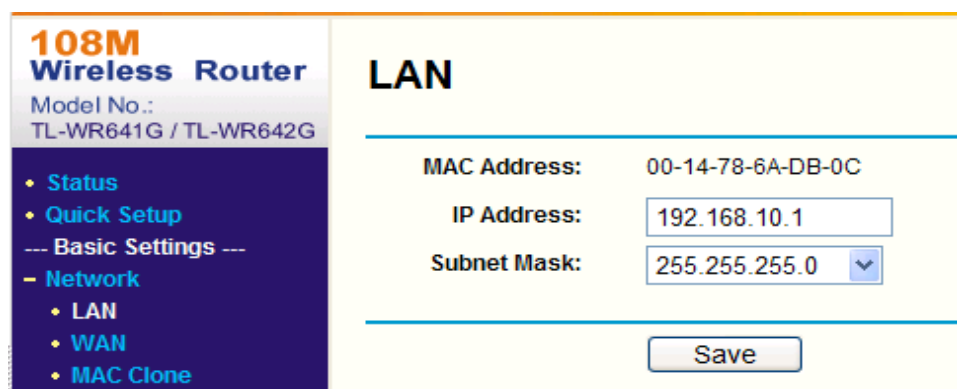 108M
Wireless Router
Model No.:
TL-WR641G / TL-WR642G
• Status
• Quick Setup
--- Basic Settings ---
– Network
• LAN
• WAN
• MAC Clone
LAN
MAC Address: 00-14-78-6A-DB-0C
IP Address: 192.168.10.1
Subnet Mask: 255.255.255.0
Save